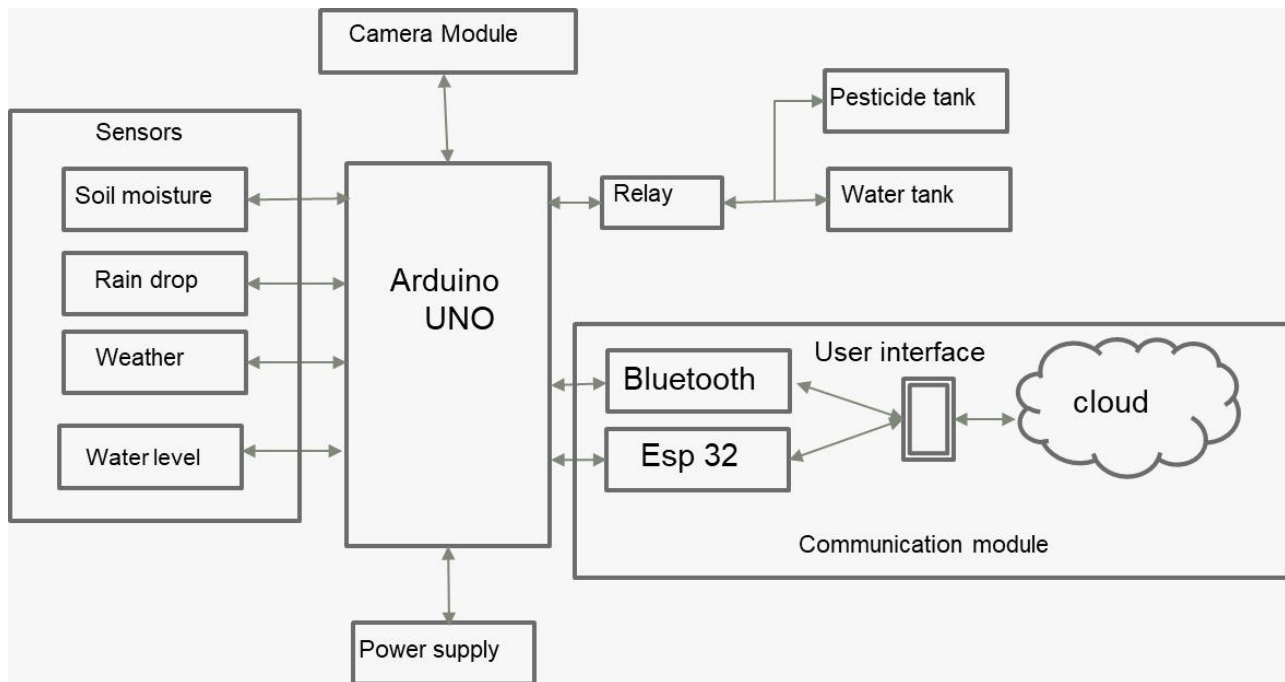 Camera Module
Pesticide tank
Sensors
Soil moisture
Relay
Water tank
Rain drop
Arduino
UNO
Weather
User interface
Bluetooth
cloud
Water level
Esp 32
Communication module
Power supply